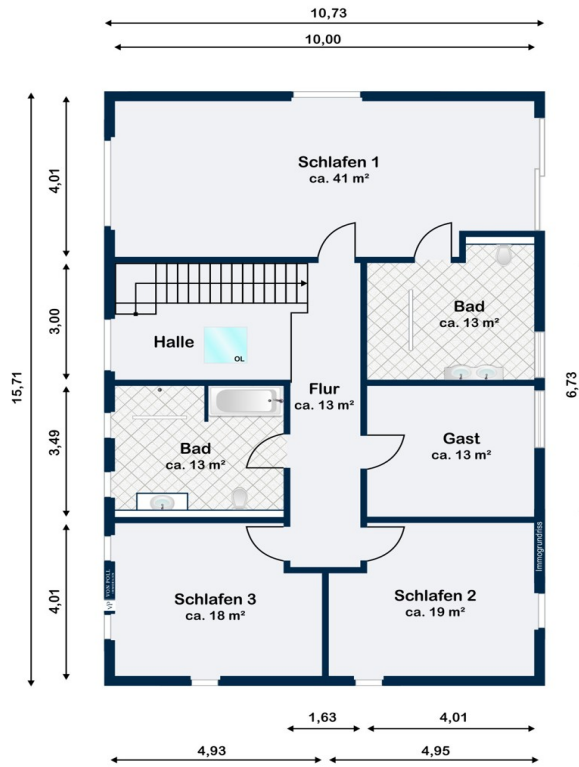 10,73
10,00
4,01
Schlafen 1
ca. 41 m²
3,00
Halle
OL
Bad
ca. 13 m²
15,71
6,73
Flur
ca. 13 m²
3,49
Bad
ca. 13 m²
Gast
ca. 13 m²
Immogrundriss
4,01
VON POLL
Schlafen 3
ca. 18 m²
Schlafen 2
ca. 19 m²
1,63
4,01
4,93
4,95